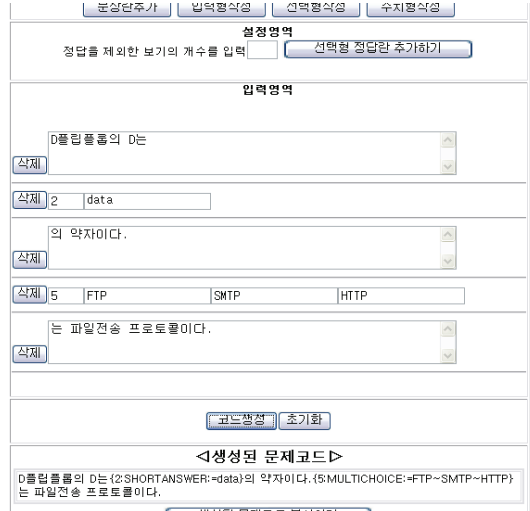 문장란추가 입력형작성 선택형작성 수치형작성
설정영역
정답을 제외한 보기의 개수를 입력 선택형 정답란 추가하기
입력영역
D플립플롭의 D는
삭제
삭제 2 data
의 약자이다.
삭제
삭제 5 FTP SMTP HTTP
는 파일전송 프로토콜이다.
삭제
코드생성 초기화
◁생성된 문제코드▷
D플립플롭의 D는{2:SHORTANSWER:=data}의 약자이다.{5:MULTICHOICE:=FTP~SMTP~HTTP}
는 파일전송 프로토콜이다.